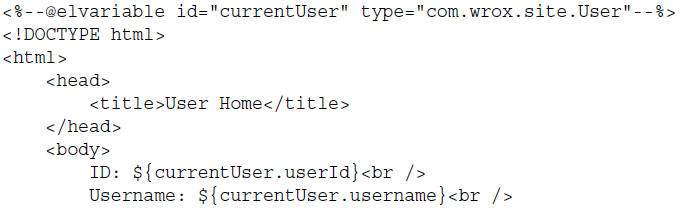 <%--@elvariable id="currentUser" type="com.wrox.site.User"--%>
<!DOCTYPE html>
<html>
    <head>
        <title>User Home</title>
    </head>
    <body>
        ID: ${currentUser.userId}<br />
        Username: ${currentUser.username}<br />